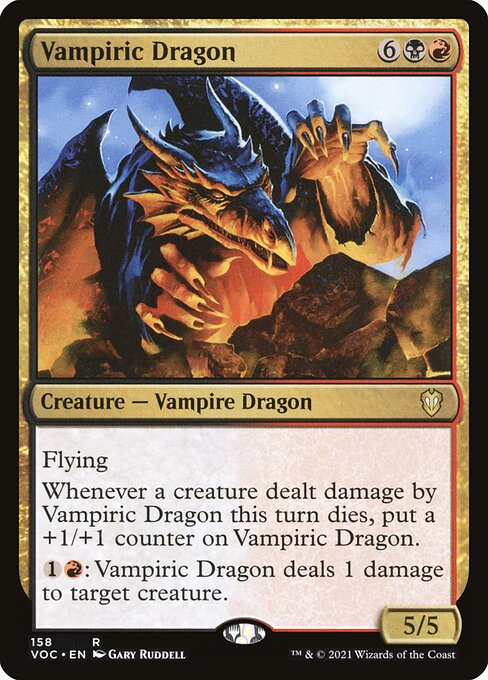 Vampiric Dragon 6
Creature — Vampire Dragon
Flying
Whenever a creature dealt damage by
Vampiric Dragon this turn dies, put a
+1/+1 counter on Vampiric Dragon.
1 : Vampiric Dragon deals 1 damage
to target creature.
5/5
158 R
VOC • EN Gary Ruddell
™ & © 2021 Wizards of the Coast